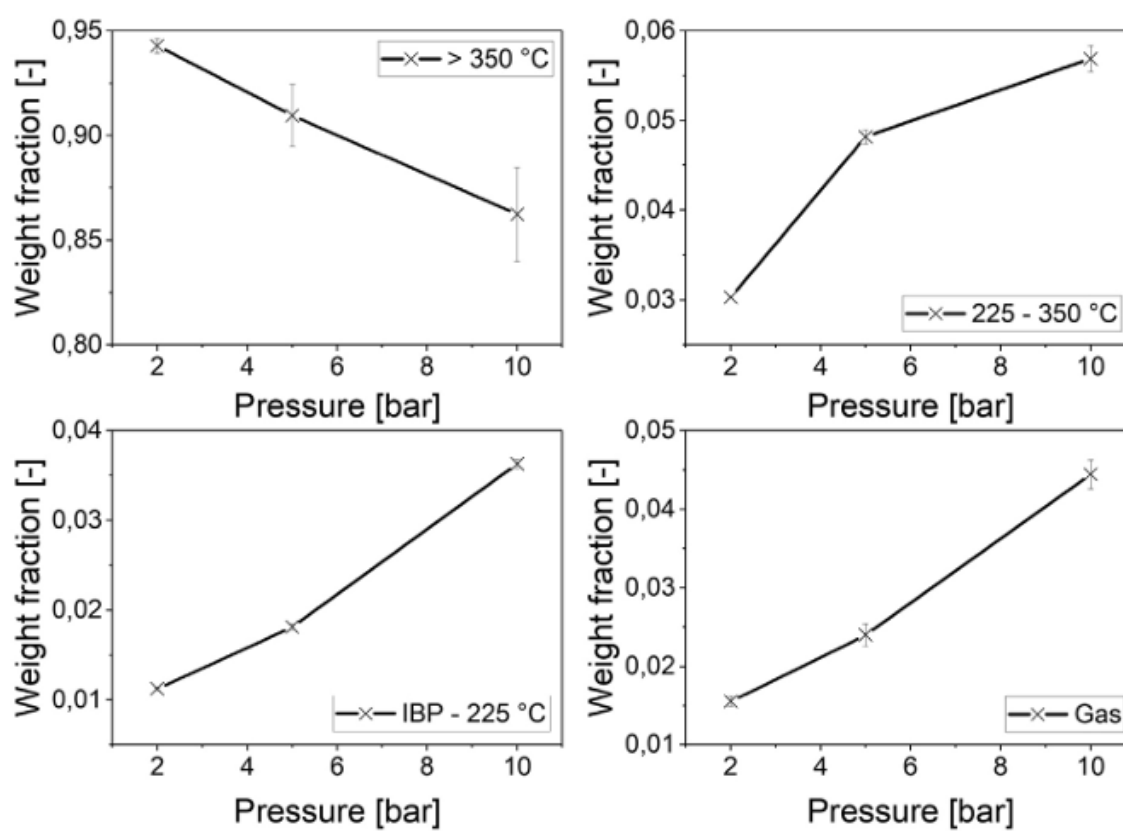 Weight fraction [-]
0,95
0,90
0,85
0,80
> 350 °C
2 4 6 8 10
Pressure [bar]
Weight fraction [-]
0,06
0,05
0,04
0,03
225 - 350 °C
2 4 6 8 10
Pressure [bar]
Weight fraction [-]
0,04
0,03
0,02
0,01
IBP - 225 °C
2 4 6 8 10
Pressure [bar]
Weight fraction [-]
0,05
0,04
0,03
0,02
0,01
Gas
2 4 6 8 10
Pressure [bar]